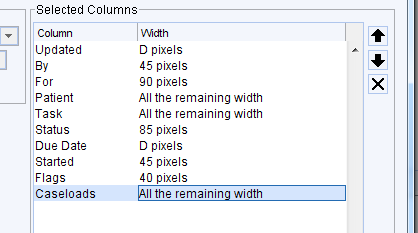 Selected Columns
Column Width
Updated D pixels
By 45 pixels
For 90 pixels
Patient All the remaining width
Task All the remaining width
Status 85 pixels
Due Date D pixels
Started 45 pixels
Flags 40 pixels
Caseloads All the remaining width